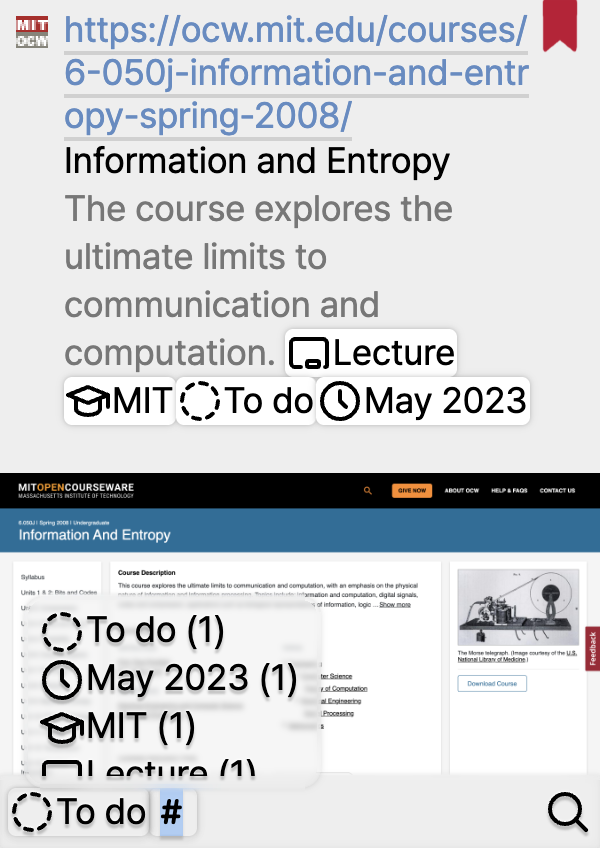 MIT
OCW
https://ocw.mit.edu/courses/
6-050j-information-and-entr
opy-spring-2008/
Information and Entropy
The course explores the
ultimate limits to
communication and
computation. Lecture
MIT To do May 2023
MITOPENCOURSEWARE
MASSACHUSETTS INSTITUTE OF TECHNOLOGY
GIVE NOW ABOUT OCW HELP & FAQS CONTACT US
6.050J | Spring 2008 | Undergraduate
Information And Entropy
Syllabus
Units 1 & 2: Bits and Codes
Course Description
This course explores the ultimate limits to communication and computation, with an emphasis on the physical
nature of information and information processing. Topics include: information and computation, digital signals,
of information, logic ... Show more
ter Science
y of Computation
al Engineering
Processing
The Morse telegraph. (Image courtesy of the U.S.
National Library of Medicine.)
Download Course
Feedback
To do (1)
May 2023 (1)
MIT (1)
Lecture (1)
To do #